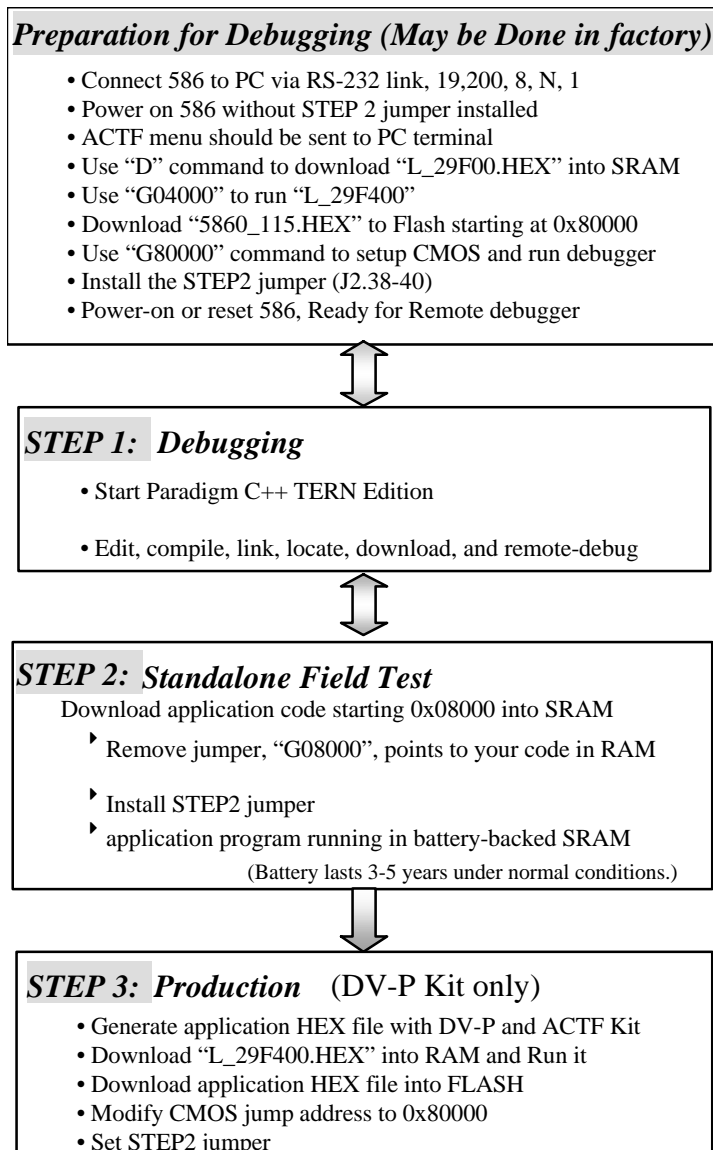 Preparation for Debugging (May be Done in factory)
• Connect 586 to PC via RS-232 link, 19,200, 8, N, 1
• Power on 586 without STEP 2 jumper installed
• ACTF menu should be sent to PC terminal
• Use “D” command to download “L_29F00.HEX” into SRAM
• Use “G04000” to run “L_29F400”
• Download “5860_115.HEX” to Flash starting at 0x80000
• Use “G80000” command to setup CMOS and run debugger
• Install the STEP2 jumper (J2.38-40)
• Power-on or reset 586, Ready for Remote debugger
STEP 1: Debugging
• Start Paradigm C++ TERN Edition
• Edit, compile, link, locate, download, and remote-debug
STEP 2: Standalone Field Test
Download application code starting 0x08000 into SRAM
Remove jumper, “G08000”, points to your code in RAM
Install STEP2 jumper
application program running in battery-backed SRAM
(Battery lasts 3-5 years under normal conditions.)
STEP 3: Production (DV-P Kit only)
• Generate application HEX file with DV-P and ACTF Kit
• Download “L_29F400.HEX” into RAM and Run it
• Download application HEX file into FLASH
• Modify CMOS jump address to 0x80000
• Set STEP2 jumper